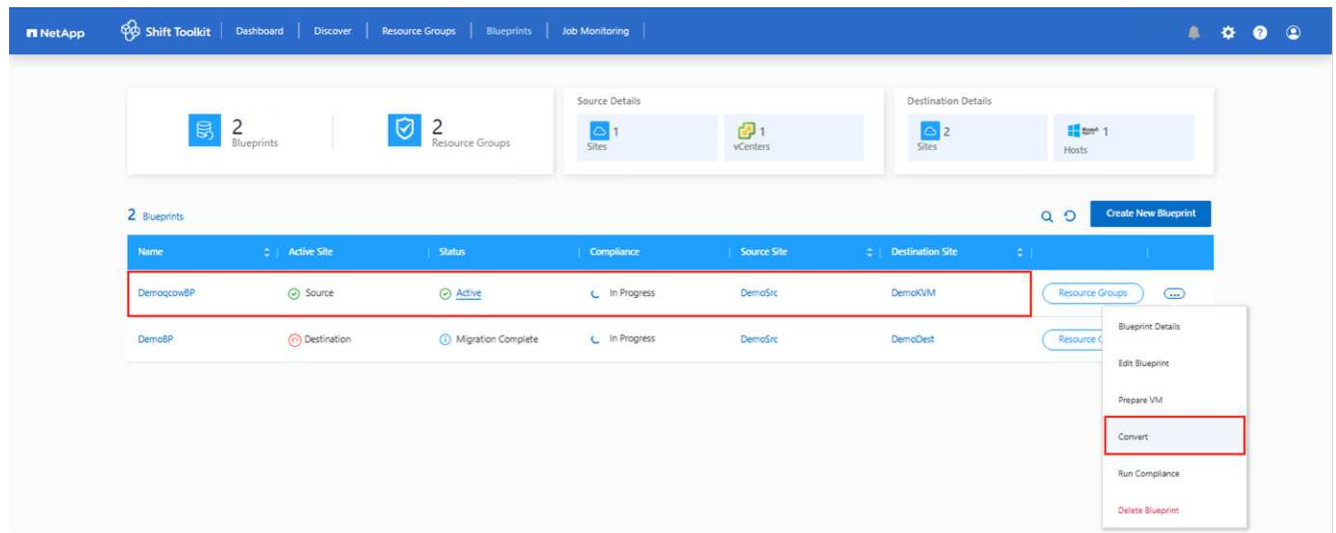 NetApp Shift Toolkit Dashboard Discover Resource Groups Blueprints Job Monitoring
Source Details Destination Details
2 2 1 1 2 1
Blueprints Resource Groups Sites vCenters Sites Hosts
2 Blueprints Create New Blueprint
Name Active Site Status Compliance Source Site Destination Site
DemoqcowBP Source Active In Progress DemoSrc DemoKVM Resource Groups ...
Blueprint Details
DemoBP Destination Migration Complete In Progress DemoSrc DemoDest Resource
Edit Blueprint
Prepare VM
Convert
Run Compliance
Delete Blueprint